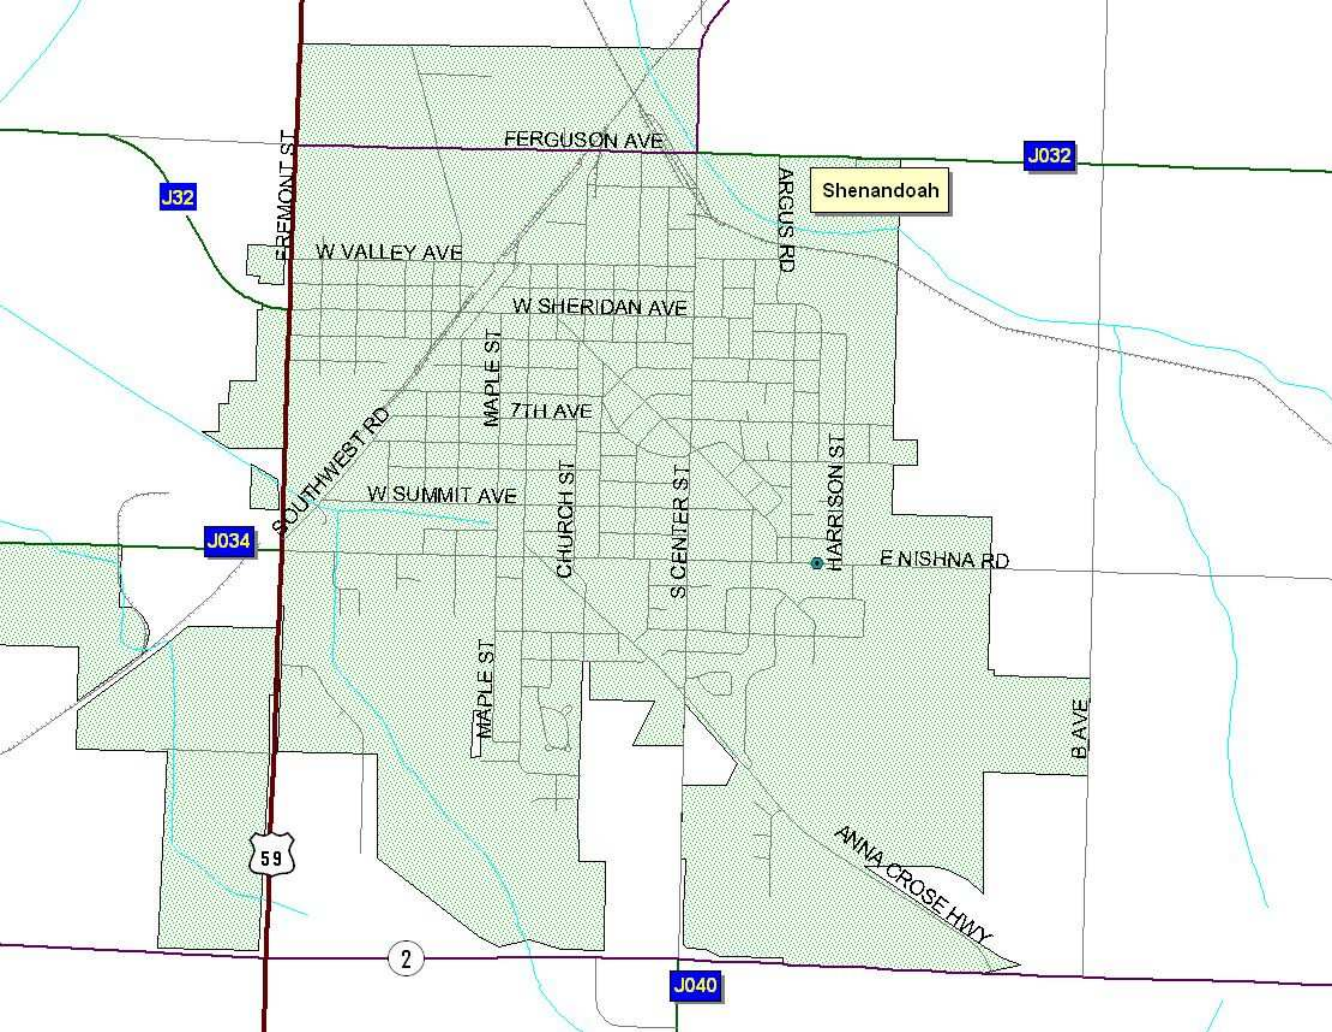 FERGUSON AVE
J032
FREMONT ST
ARGUS RD
Shenandoah
J32
W VALLEY AVE
W SHERIDAN AVE
MAPLE ST
7TH AVE
SOUTHWEST RD
HARRISON ST
W SUMMIT AVE
CHURCH ST
S CENTER ST
J034
E NISHNA RD
MAPLE ST
B AVE
59
ANNA CROSE HWY
2
J040